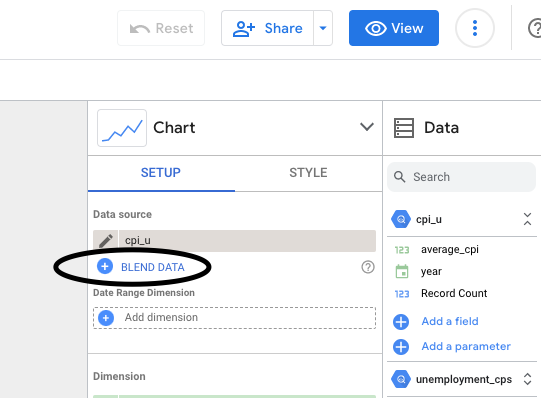 Reset
Share
View
Chart
Data
SETUP
STYLE
Search
Data source
cpi_u
cpi_u
BLEND DATA
123 average_cpi
Date Range Dimension
year
Add dimension
123 Record Count
Add a field
Add a parameter
Dimension
unemployment_cps